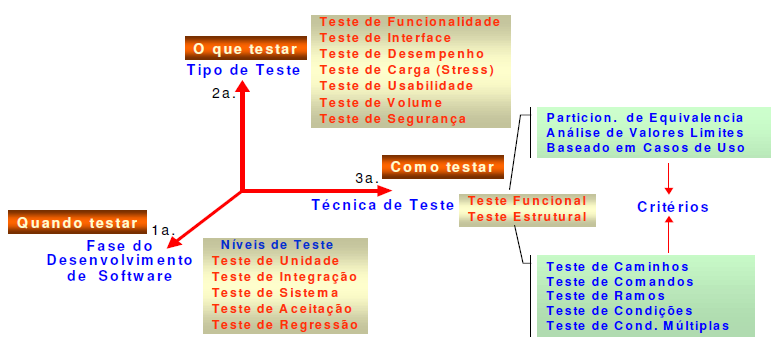 O que testar
Tipo de Teste
2a.
Teste de Funcionalidade
Teste de Interface
Teste de Desempenho
Teste de Carga (Stress)
Teste de Usabilidade
Teste de Volume
Teste de Segurança
Como testar
3a.
Técnica de Teste
Teste Funcional
Teste Estrutural
Particion. de Equivalencia
Análise de Valores Limites
Baseado em Casos de Uso
Critérios
Teste de Caminhos
Teste de Comandos
Teste de Ramos
Teste de Condições
Teste de Cond. Múltiplas
Quando testar
1a.
Fase do
Desenvolvimento
de Software
Níveis de Teste
Teste de Unidade
Teste de Integração
Teste de Sistema
Teste de Aceitação
Teste de Regressão